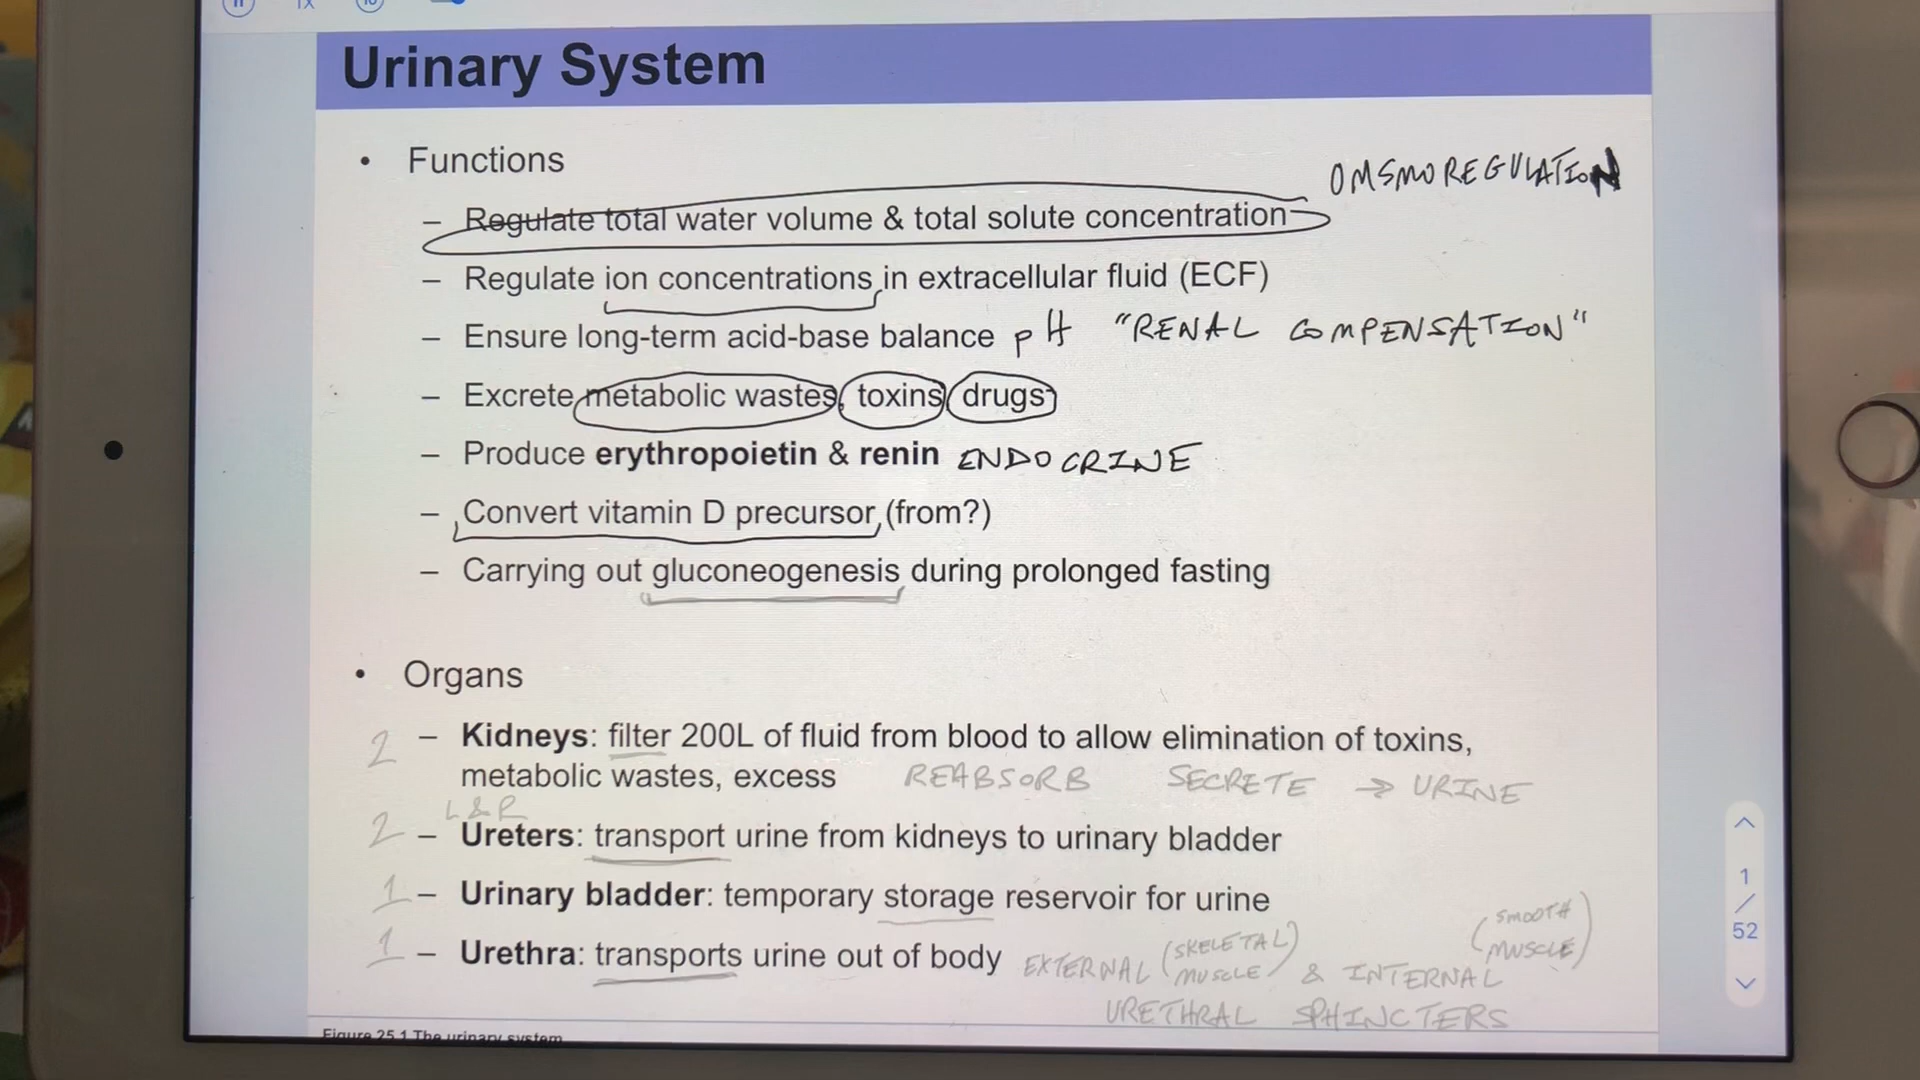 1x
10
Urinary System
• Functions
OMSMOREGULATION
– Regulate total water volume & total solute concentration
– Regulate ion concentrations in extracellular fluid (ECF)
– Ensure long-term acid-base balance pH "RENAL COMPENSATION"
– Excrete metabolic wastes, toxins, drugs
– Produce erythropoietin & renin ENDOCRINE
– Convert vitamin D precursor (from?)
– Carrying out gluconeogenesis during prolonged fasting
• Organs
2 – Kidneys: filter 200L of fluid from blood to allow elimination of toxins,
metabolic wastes, excess REABSORB SECRETE → URINE
L & R
2 – Ureters: transport urine from kidneys to urinary bladder
1 – Urinary bladder: temporary storage reservoir for urine
1 – Urethra: transports urine out of body EXTERNAL (SKELETAL MUSCLE) & INTERNAL (SMOOTH MUSCLE)
URETHRAL SPHINCTERS
Figure 25.1 The urinary system
1
/
52